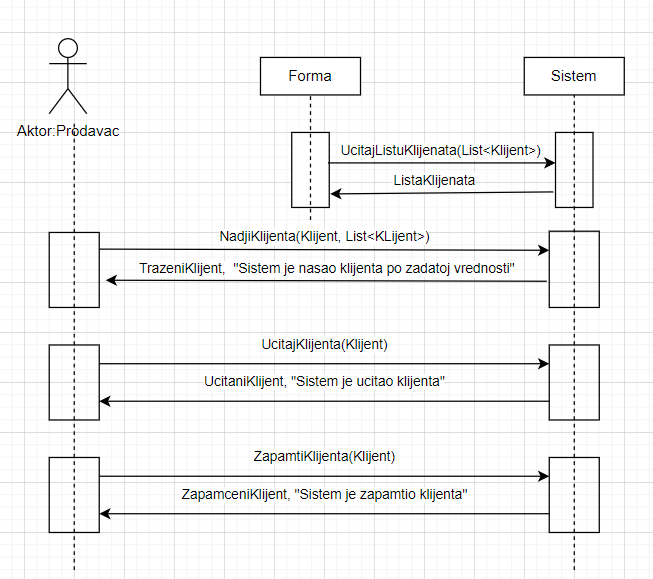 Forma
Sistem
Aktor:Prodavac
UcitajListuKlijenata(List<Klijent>)
ListaKlijenata
NadjiKlijenta(Klijent, List<KLijent>)
TrazeniKlijent, "Sistem je nasao klijenta po zadatoj vrednosti"
UcitajKlijenta(Klijent)
UcitaniKlijent, "Sistem je ucitao klijenta"
ZapamtiKlijenta(Klijent)
ZapamceniKlijent, "Sistem je zapamtio klijenta"